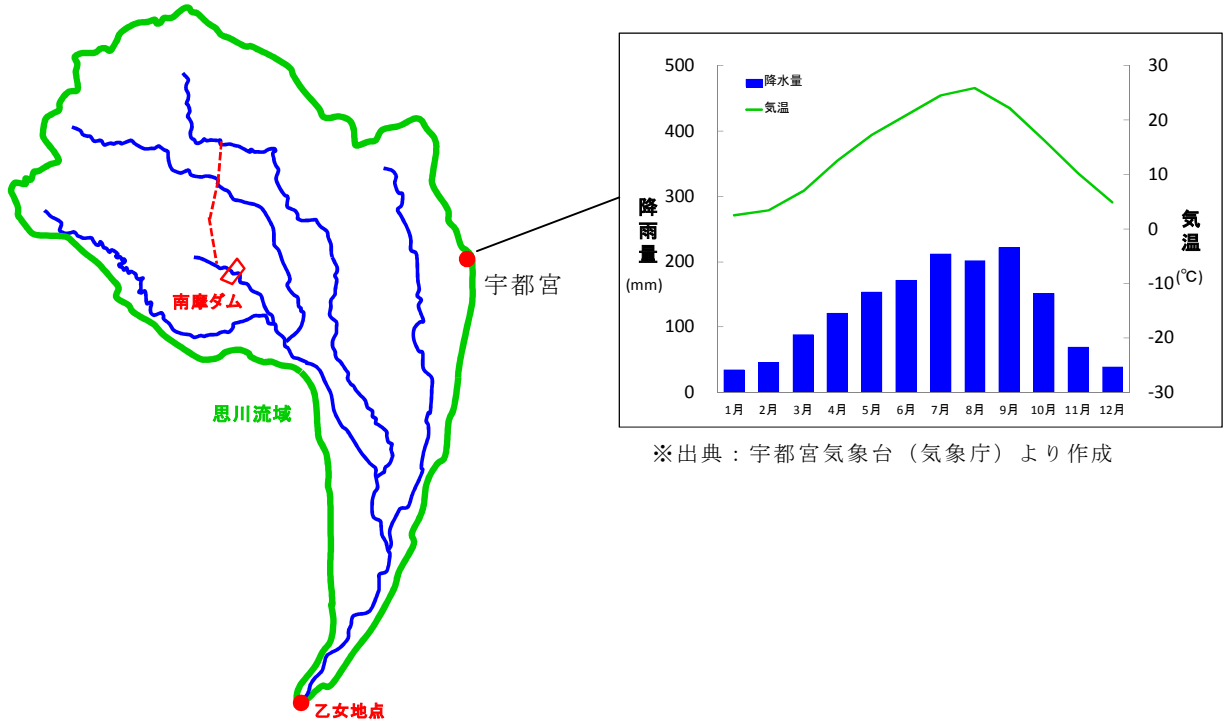 南摩ダム
思川流域
乙女地点
宇都宮
500
400
300
200
100
0
降雨量
(mm)
降水量
気温
30
20
10
0
-10
-20
-30
気温
(℃)
1月 2月 3月 4月 5月 6月 7月 8月 9月 10月 11月 12月
※出典：宇都宮気象台（気象庁）より作成